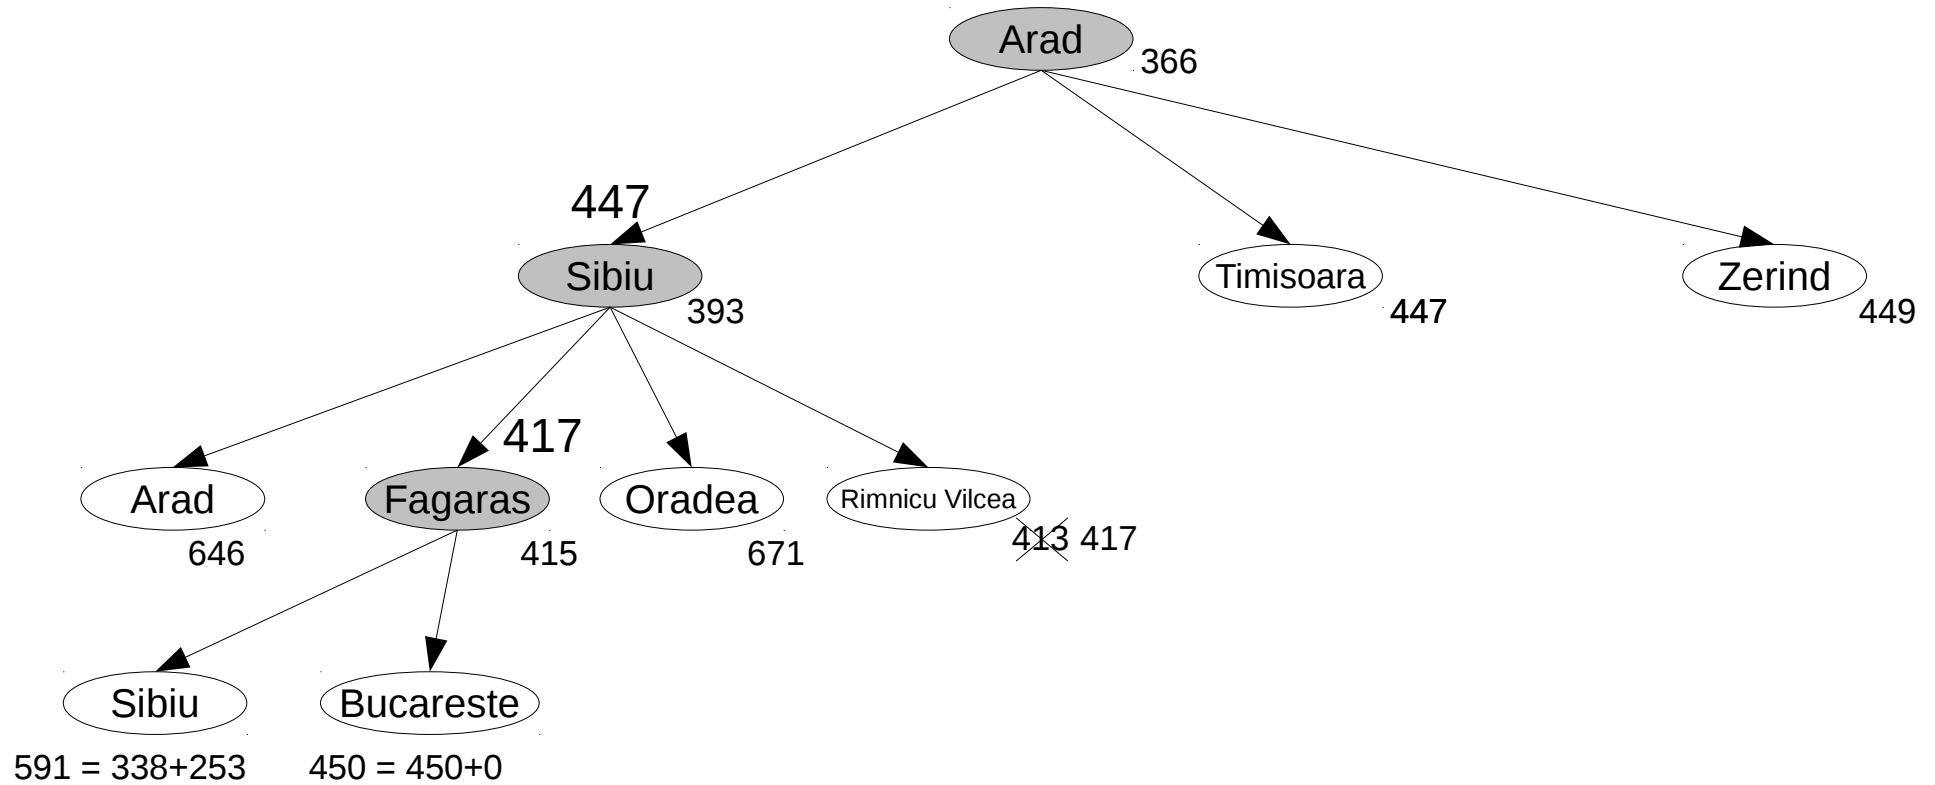 Arad
366
447
Sibiu
393
Timisoara
447
Zerind
449
417
Arad
646
Fagaras
415
Oradea
671
Rimnicu Vilcea
413 417
Sibiu
Bucareste
591 = 338+253
450 = 450+0